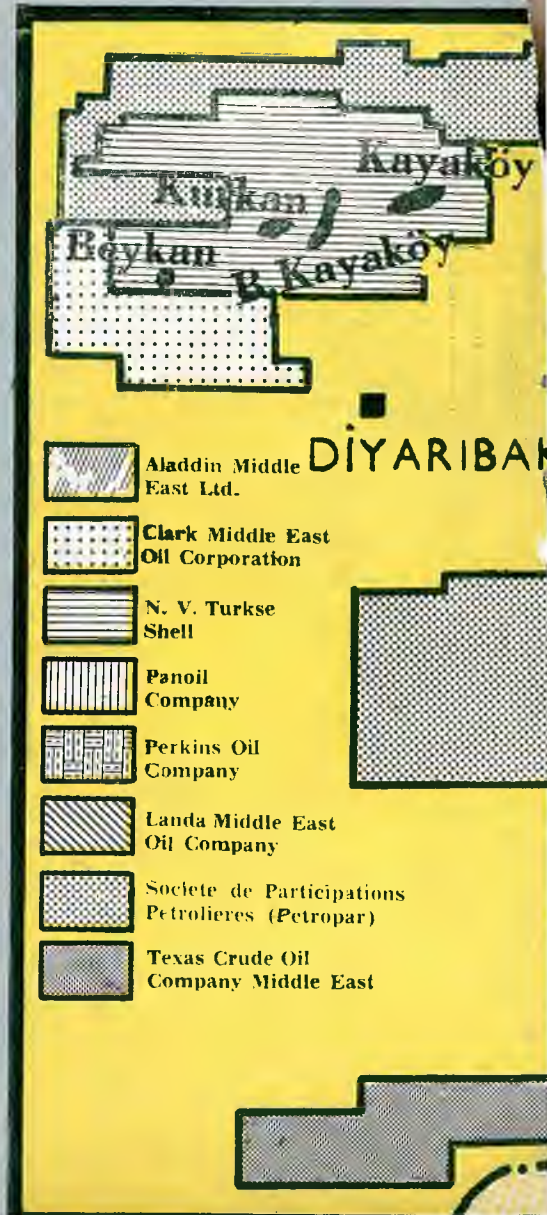 Kayaköy
Kurkan
Beykan
B. Kayaköy
DİYARIBAK
Aladdin Middle
East Ltd.
Clark Middle East
Oil Corporation
N. V. Turkse
Shell
Panoil
Company
Perkins Oil
Company
Landa Middle East
Oil Company
Societe de Participations
Petrolieres (Petropar)
Texas Crude Oil
Company Middle East